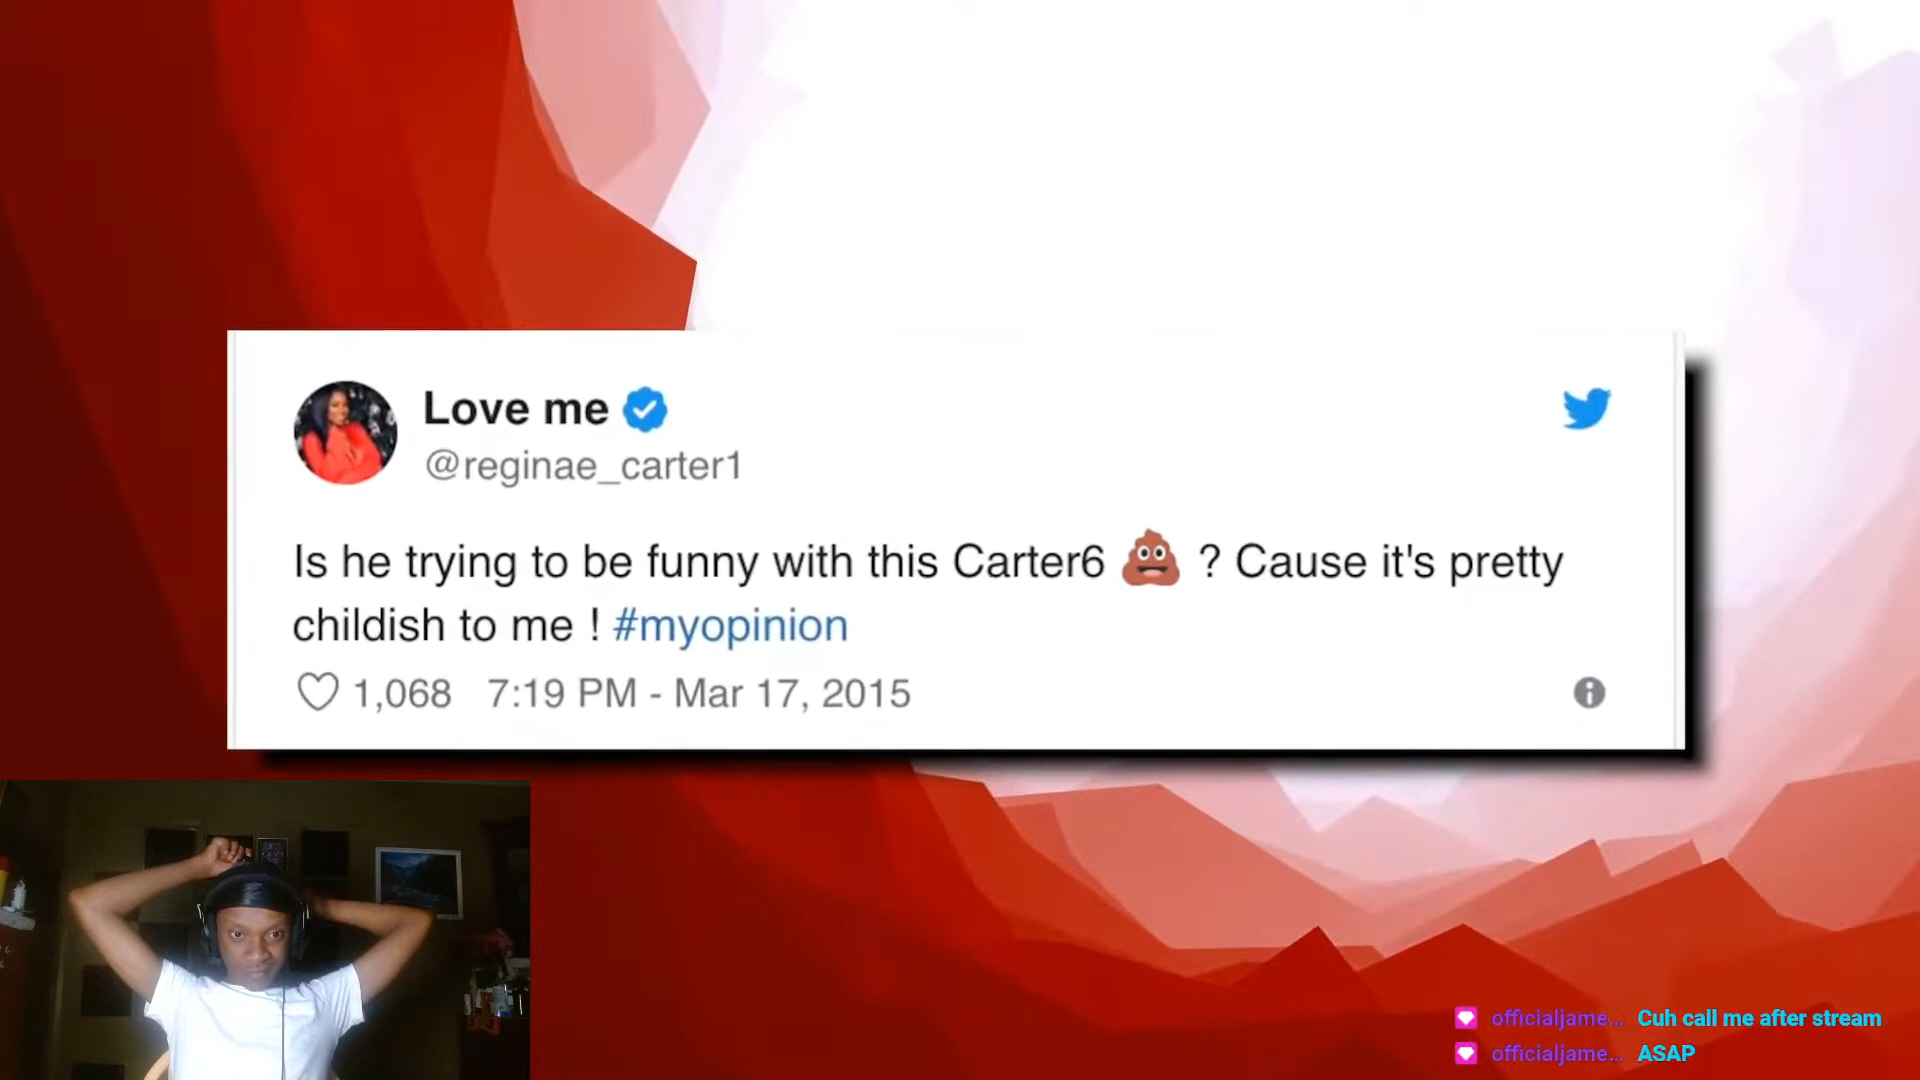 Love me
@reginae_carter1
Is he trying to be funny with this Carter6 💩 ? Cause it's pretty
childish to me ! #myopinion
1,068 7:19 PM - Mar 17, 2015
officialjame... Cuh call me after stream
officialjame... ASAP